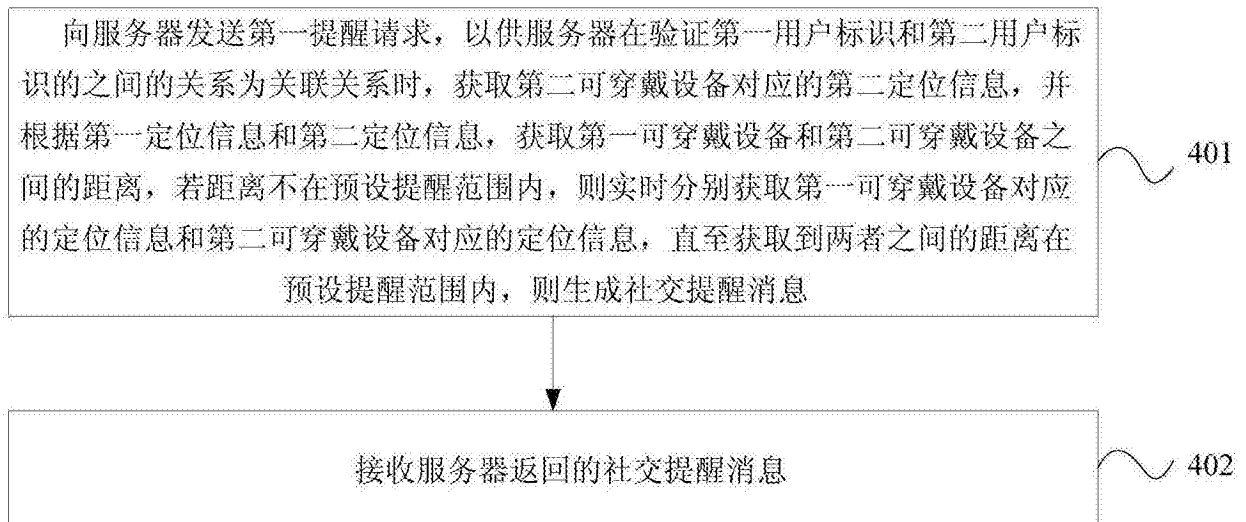 向服务器发送第一提醒请求，以供服务器在验证第一用户标识和第二用户标
识的之间的关系为关联关系时，获取第二可穿戴设备对应的第二定位信息，并
根据第一定位信息和第二定位信息，获取第一可穿戴设备和第二可穿戴设备之
间的距离，若距离不在预设提醒范围内，则实时分别获取第一可穿戴设备对应
的定位信息和第二可穿戴设备对应的定位信息，直至获取到两者之间的距离在
预设提醒范围内，则生成社交提醒消息
401
接收服务器返回的社交提醒消息
402